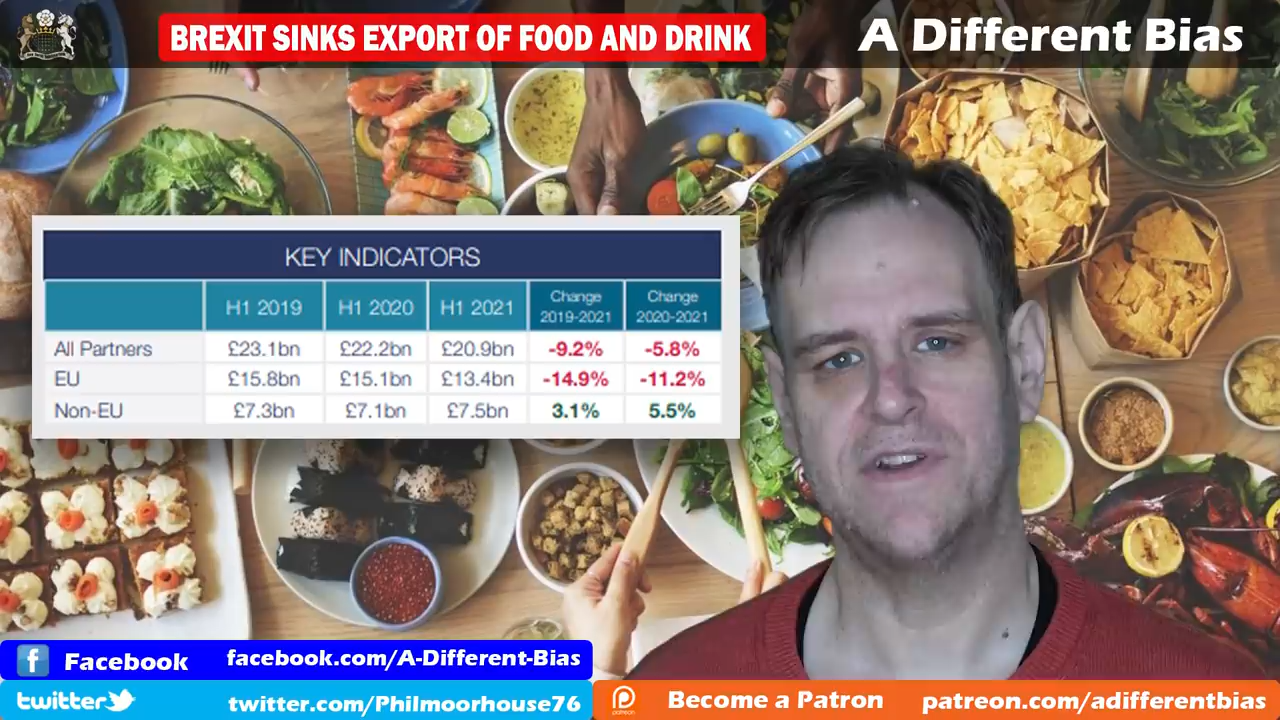 BREXIT SINKS EXPORT OF FOOD AND DRINK
A Different Bias
KEY INDICATORS
H1 2019 H1 2020 H1 2021 Change 2019-2021 Change 2020-2021
All Partners £23.1bn £22.2bn £20.9bn -9.2% -5.8%
EU £15.8bn £15.1bn £13.4bn -14.9% -11.2%
Non-EU £7.3bn £7.1bn £7.5bn 3.1% 5.5%
f Facebook facebook.com/A-Different-Bias
twitter twitter.com/Philmoorhouse76
patreon Become a Patron patreon.com/adifferentbias